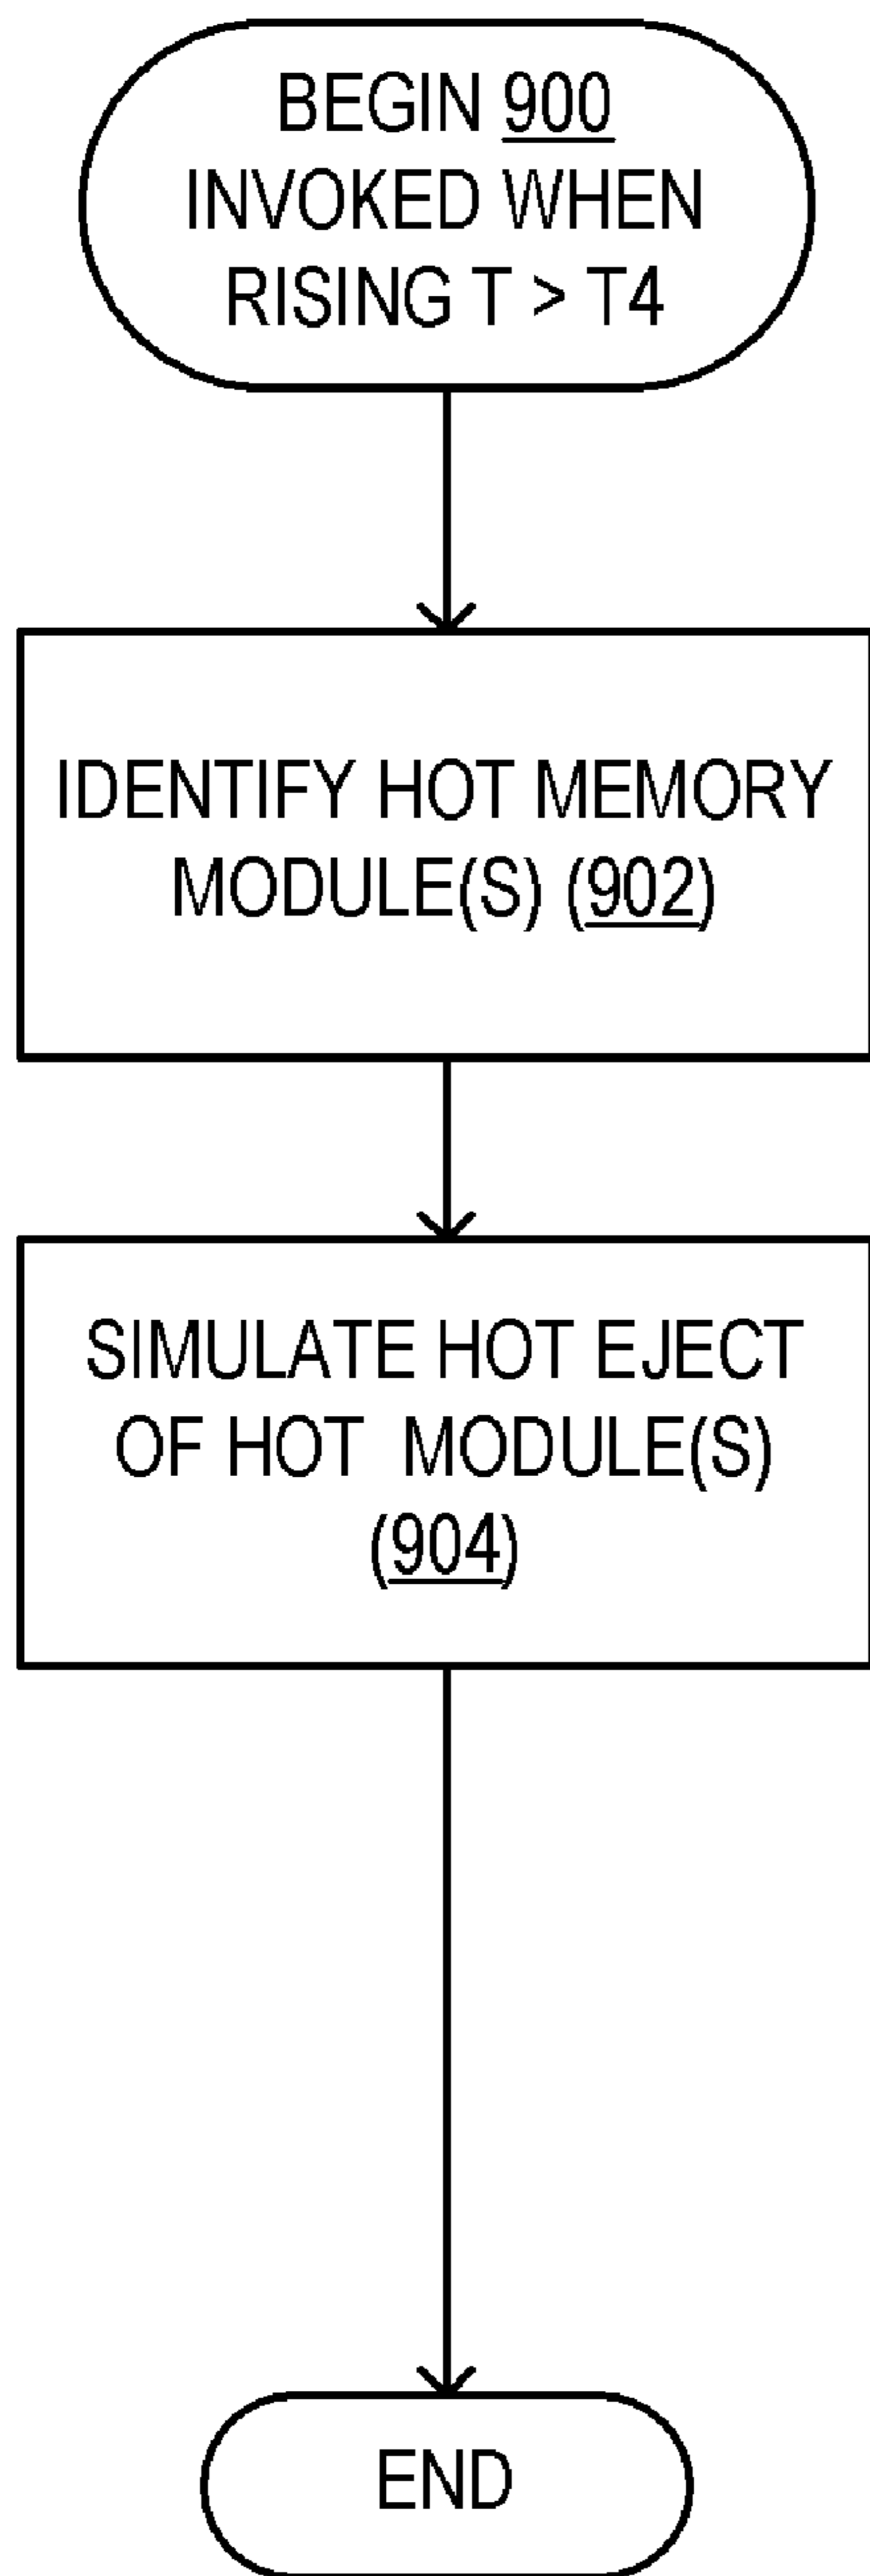 BEGIN 900
INVOKED WHEN
RISING T > T4
IDENTIFY HOT MEMORY
MODULE(S) (902)
SIMULATE HOT EJECT
OF HOT MODULE(S)
(904)
END